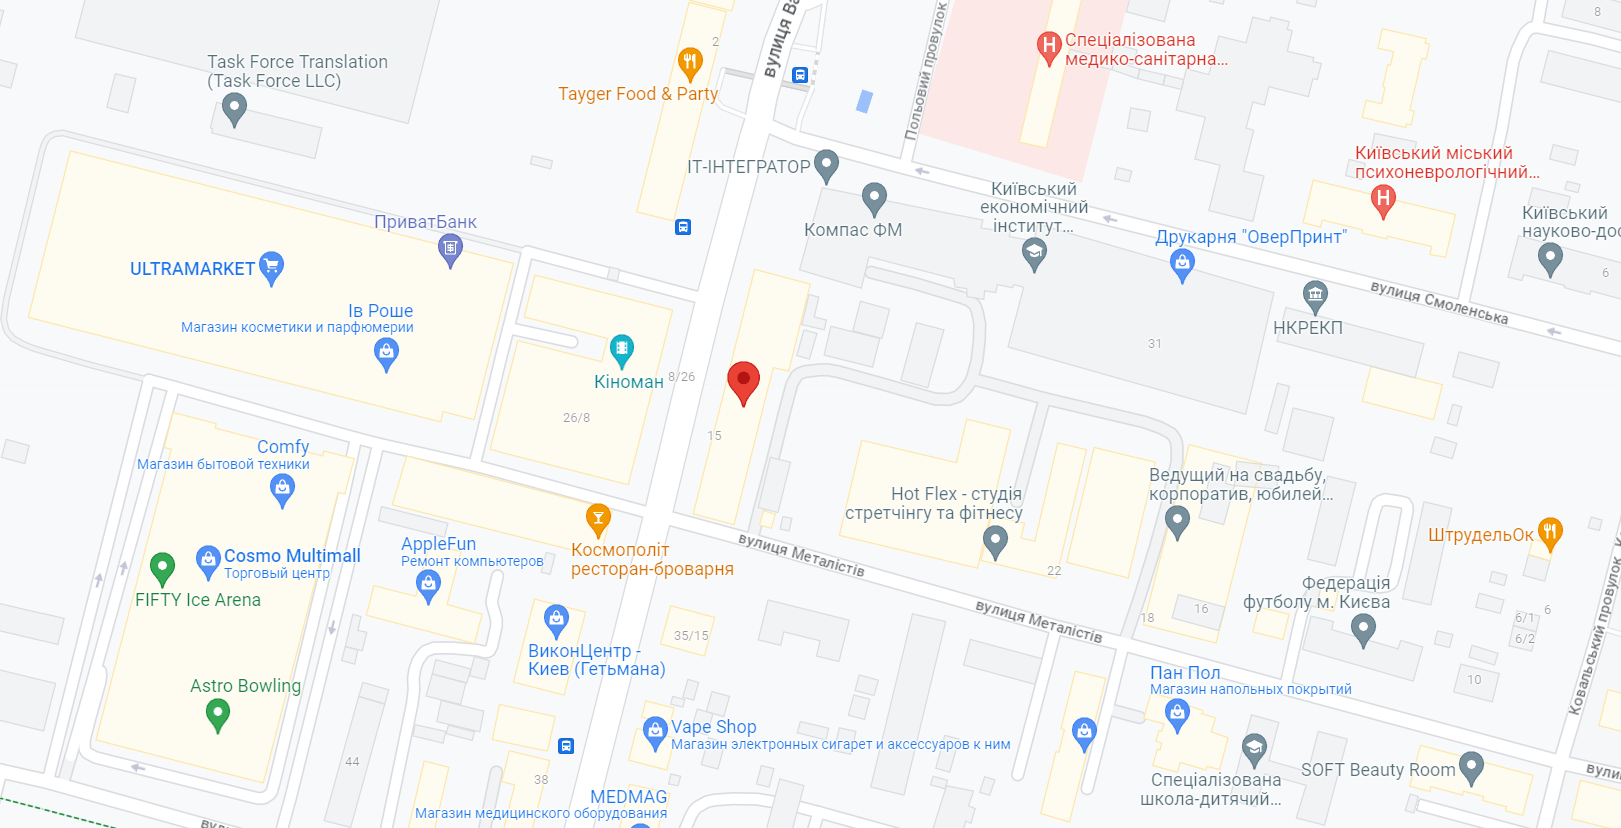 вулиця Ва
2
8
Польовий провулок
Task Force Translation
(Task Force LLC)
Tayger Food & Party
Спеціалізована
медико-санітарна...
Київський міський
психоневрологічний...
ІТ-ІНТЕГРАТОР
Компас ФМ
Київський
економічний
інститут...
Друкарня "ОверПринт"
Київський
науково-дос
6
ПриватБанк
ULTRAMARKET
Ів Роше
Магазин косметики и парфюмерии
вулиця Смоленська
НКРЕКП
31
Кіноман
8/26
26/8
15
Comfy
Магазин бытовой техники
Ведущий на свадьбу,
корпоратив, юбилей...
Hot Flex - студія
стретчінгу та фітнесу
ШтрудельОк
вулиця Металістів
AppleFun
Ремонт компьютеров
Космополіт
ресторан-броварня
Cosmo Multimall
Торговый центр
FIFTY Ice Arena
22
Федерація
футболу м. Києва
вулиця Металістів
18
16
6
6/1
6/2
35/15
ВиконЦентр -
Киев (Гетьмана)
Ковальський провулок
К
Astro Bowling
Пан Пол
Магазин напольных покрытий
10
Vape Shop
Магазин электронных сигарет и аксессуаров к ним
44
38
SOFT Beauty Room
Спеціалізована
школа-дитячий...
вули
MEDMAG
Магазин медицинского оборудования
вул